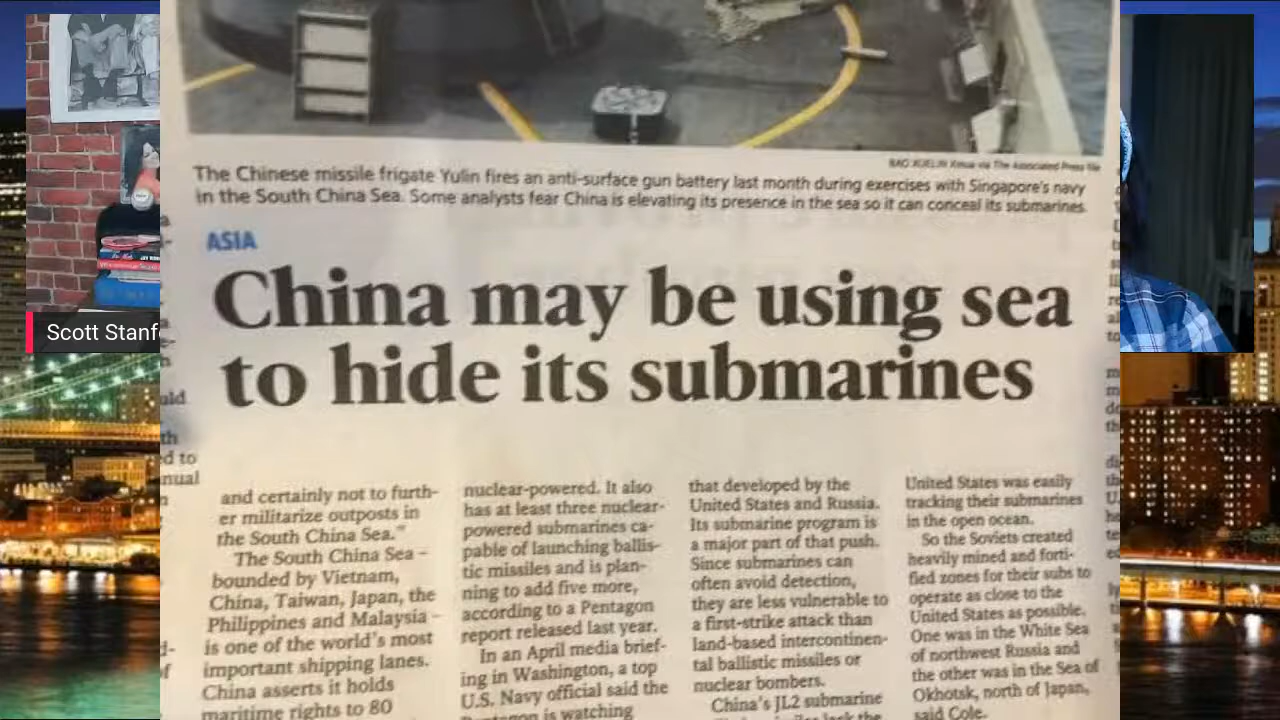 BAO XUELIN Xinua via The Associated Press file
The Chinese missile frigate Yulin fires an anti-surface gun battery last month during exercises with Singapore's navy
in the South China Sea. Some analysts fear China is elevating its presence in the sea so it can conceal its submarines.
ASIA
China may be using sea
to hide its submarines
and certainly not to furth-
er militarize outposts in
the South China Sea."
The South China Sea –
bounded by Vietnam,
China, Taiwan, Japan, the
Philippines and Malaysia –
is one of the world's most
important shipping lanes.
China asserts it holds
maritime rights to 80
nuclear-powered. It also
has at least three nuclear-
powered submarines ca-
pable of launching ballis-
tic missiles and is plan-
ning to add five more,
according to a Pentagon
report released last year.
In an April media brief-
ing in Washington, a top
U.S. Navy official said the
Pentagon is watching
that developed by the
United States and Russia.
Its submarine program is
a major part of that push.
Since submarines can
often avoid detection,
they are less vulnerable to
a first-strike attack than
land-based intercontinen-
tal ballistic missiles or
nuclear bombers.
China's JL2 submarine
United States was easily
tracking their submarines
in the open ocean.
So the Soviets created
heavily mined and forti-
fied zones for their subs to
operate as close to the
United States as possible.
One was in the White Sea
of northwest Russia and
the other was in the Sea of
Okhotsk, north of Japan,
said Cole.
Scott Stanf